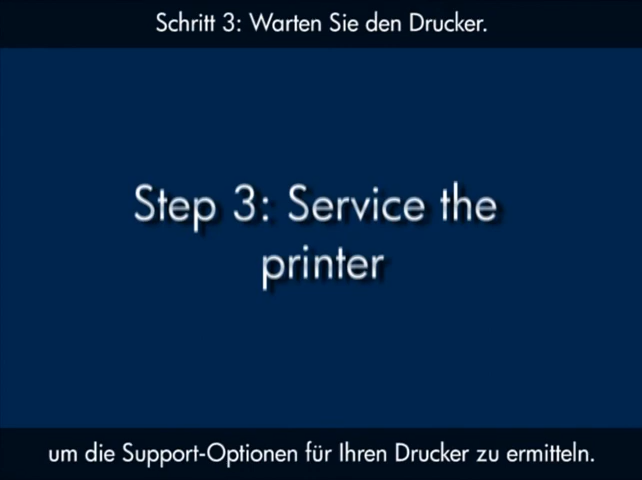 Schritt 3: Warten Sie den Drucker.
Step 3: Service the
printer
um die Support-Optionen für Ihren Drucker zu ermitteln.